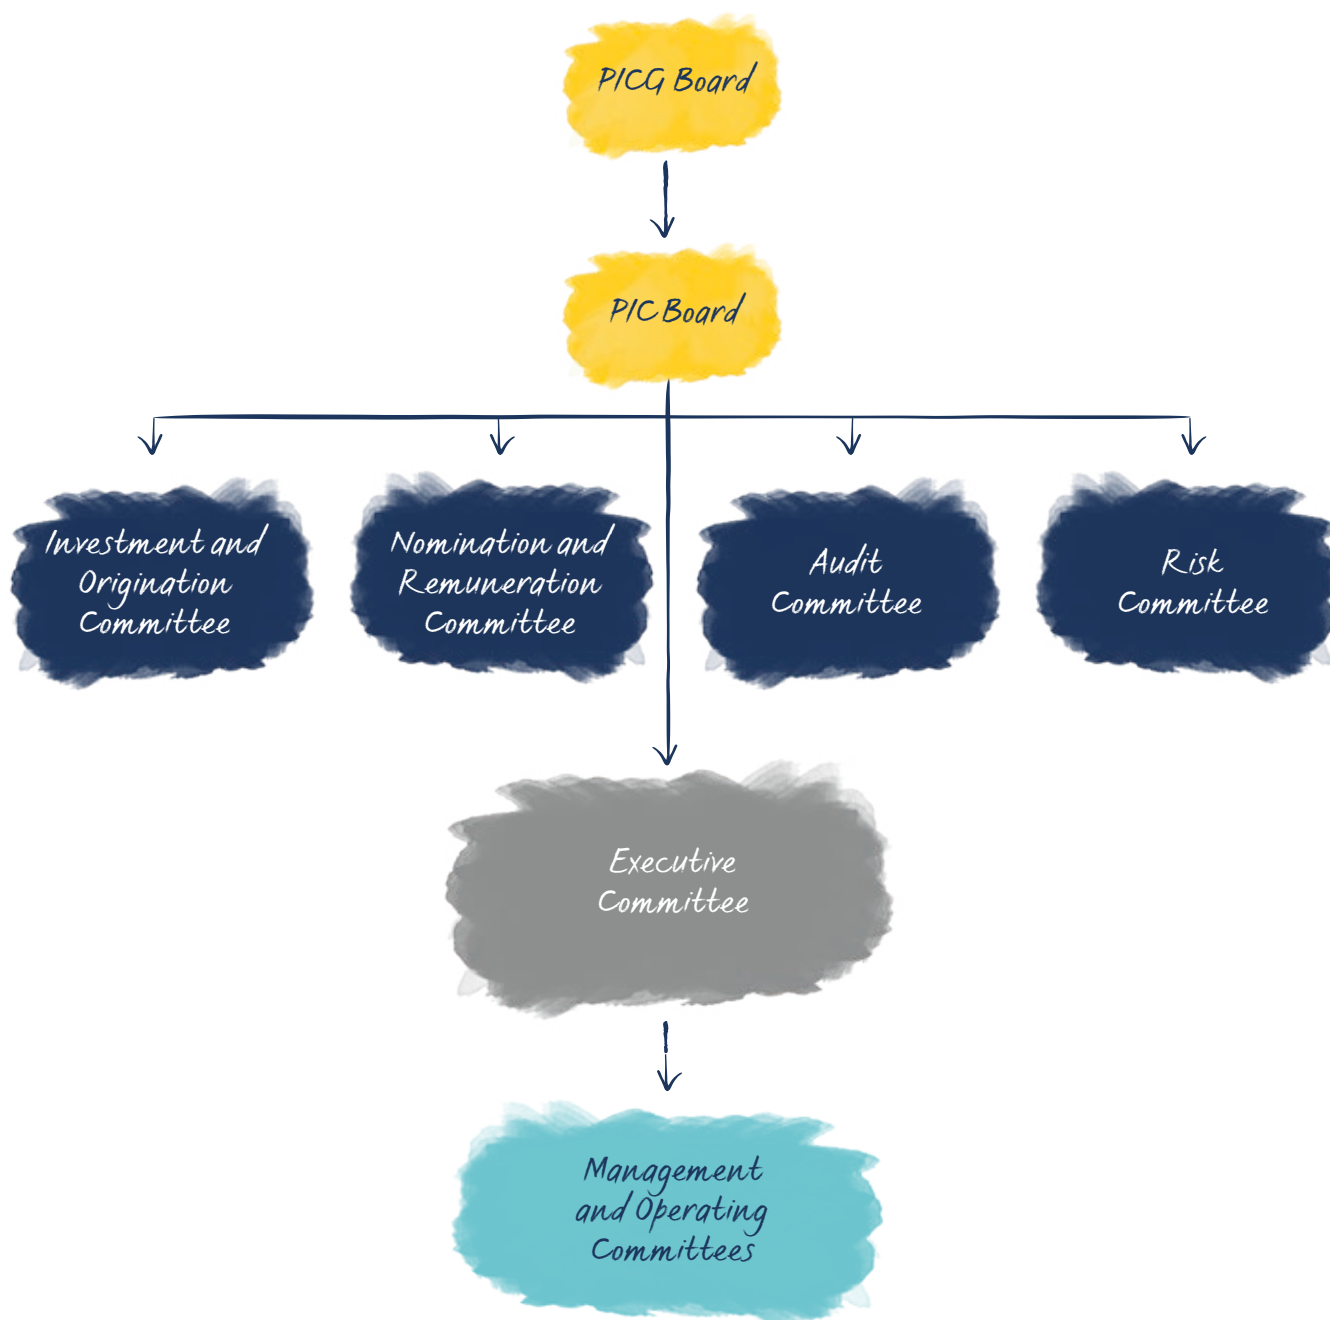 PICG Board
PIC Board
Investment and
Origination
Committee
Nomination and
Remuneration
Committee
Audit
Committee
Risk
Committee
Executive
Committee
Management
and Operating
Committees